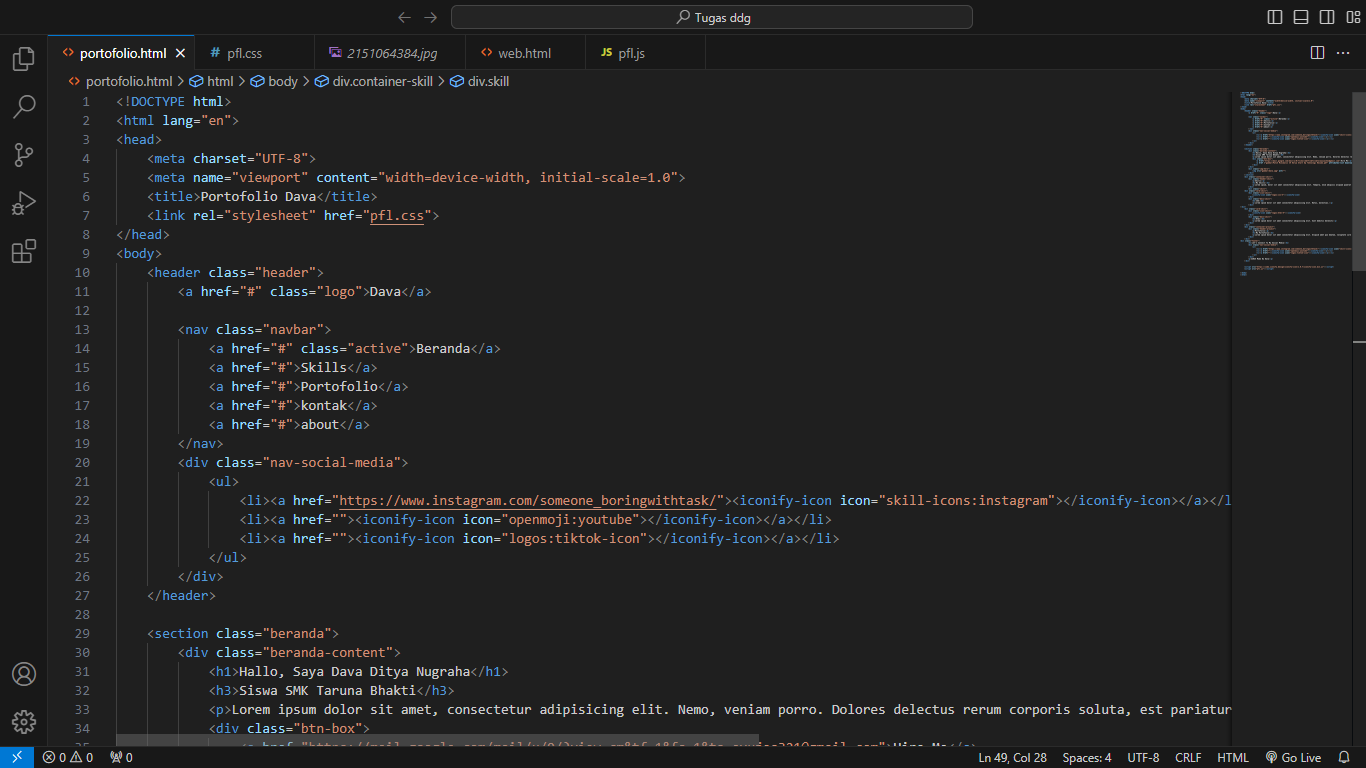 Tugas ddg
portofolio.html
pfl.css
2151064384.jpg
web.html
JS pfl.js
portofolio.html > html > body > div.container-skill > div.skill
1 <!DOCTYPE html>
2 <html lang="en">
3 <head>
4 <meta charset="UTF-8">
5 <meta name="viewport" content="width=device-width, initial-scale=1.0">
6 <title>Portofolio Dava</title>
7 <link rel="stylesheet" href="pfl.css">
8 </head>
9 <body>
10 <header class="header">
11 <a href="#" class="logo">Dava</a>
12
13 <nav class="navbar">
14 <a href="#" class="active">Beranda</a>
15 <a href="#">Skills</a>
16 <a href="#">Portofolio</a>
17 <a href="#">kontak</a>
18 <a href="#">about</a>
19 </nav>
20 <div class="nav-social-media">
21 <ul>
22 <li><a href="https://www.instagram.com/someone_boringwithtask/"><iconify-icon icon="skill-icons:instagram"></iconify-icon></a></l
23 <li><a href=""><iconify-icon icon="openmoji:youtube"></iconify-icon></a></li>
24 <li><a href=""><iconify-icon icon="logos:tiktok-icon"></iconify-icon></a></li>
25 </ul>
26 </div>
27 </header>
28
29 <section class="beranda">
30 <div class="beranda-content">
31 <h1>Hallo, Saya Dava Ditya Nugraha</h1>
32 <h3>Siswa SMK Taruna Bhakti</h3>
33 <p>Lorem ipsum dolor sit amet, consectetur adipisicing elit. Nemo, veniam porro. Dolores delectus rerum corporis soluta, est pariatur
34 <div class="btn-box">
0 0
0
Ln 49, Col 28
Spaces: 4
UTF-8
CRLF
HTML
Go Live